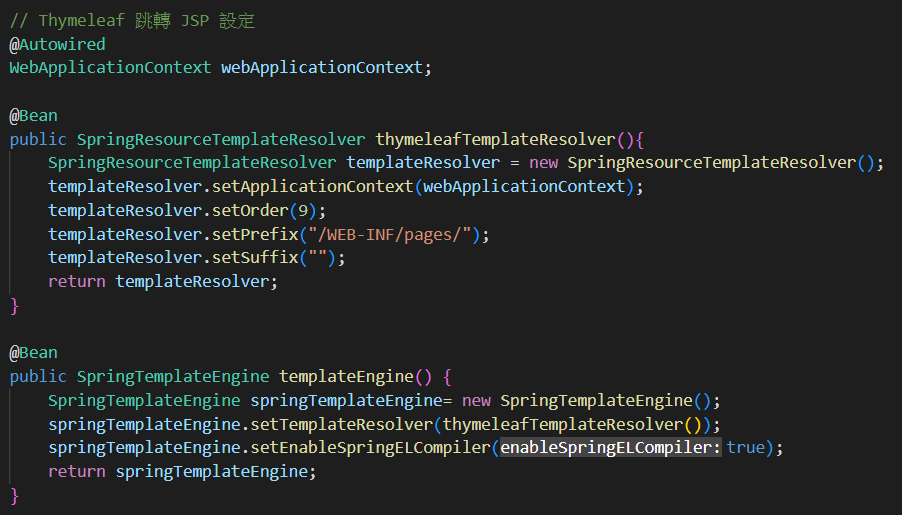 // Thymeleaf 跳轉 JSP 設定
@Autowired
WebApplicationContext webApplicationContext;
@Bean
public SpringResourceTemplateResolver thymeleafTemplateResolver(){
SpringResourceTemplateResolver templateResolver = new SpringResourceTemplateResolver();
templateResolver.setApplicationContext(webApplicationContext);
templateResolver.setOrder(9);
templateResolver.setPrefix("/WEB-INF/pages/");
templateResolver.setSuffix("");
return templateResolver;
}
@Bean
public SpringTemplateEngine templateEngine() {
SpringTemplateEngine springTemplateEngine= new SpringTemplateEngine();
springTemplateEngine.setTemplateResolver(thymeleafTemplateResolver());
springTemplateEngine.setEnableSpringELCompiler(enableSpringELCompiler: true);
return springTemplateEngine;
}